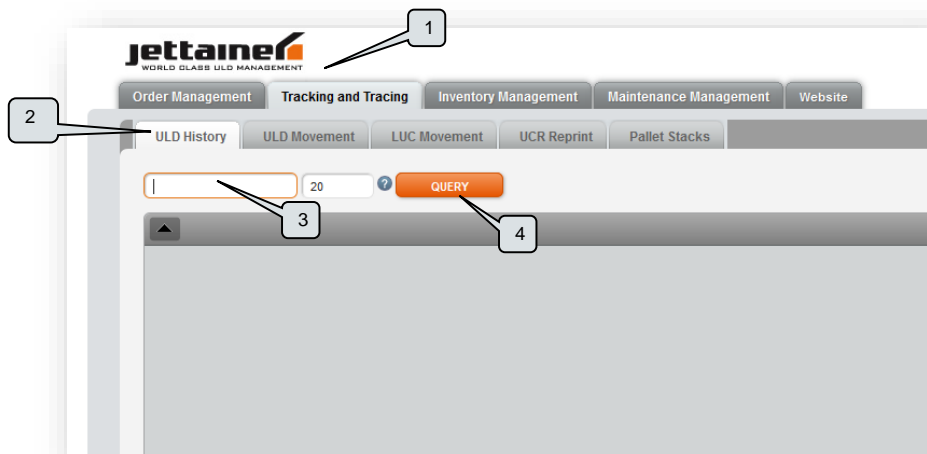 1
jettainer
WORLD CLASS ULD MANAGEMENT
Order Management Tracking and Tracing Inventory Management Maintenance Management Website
2
ULD History ULD Movement LUC Movement UCR Reprint Pallet Stacks
20 ? QUERY
3
4